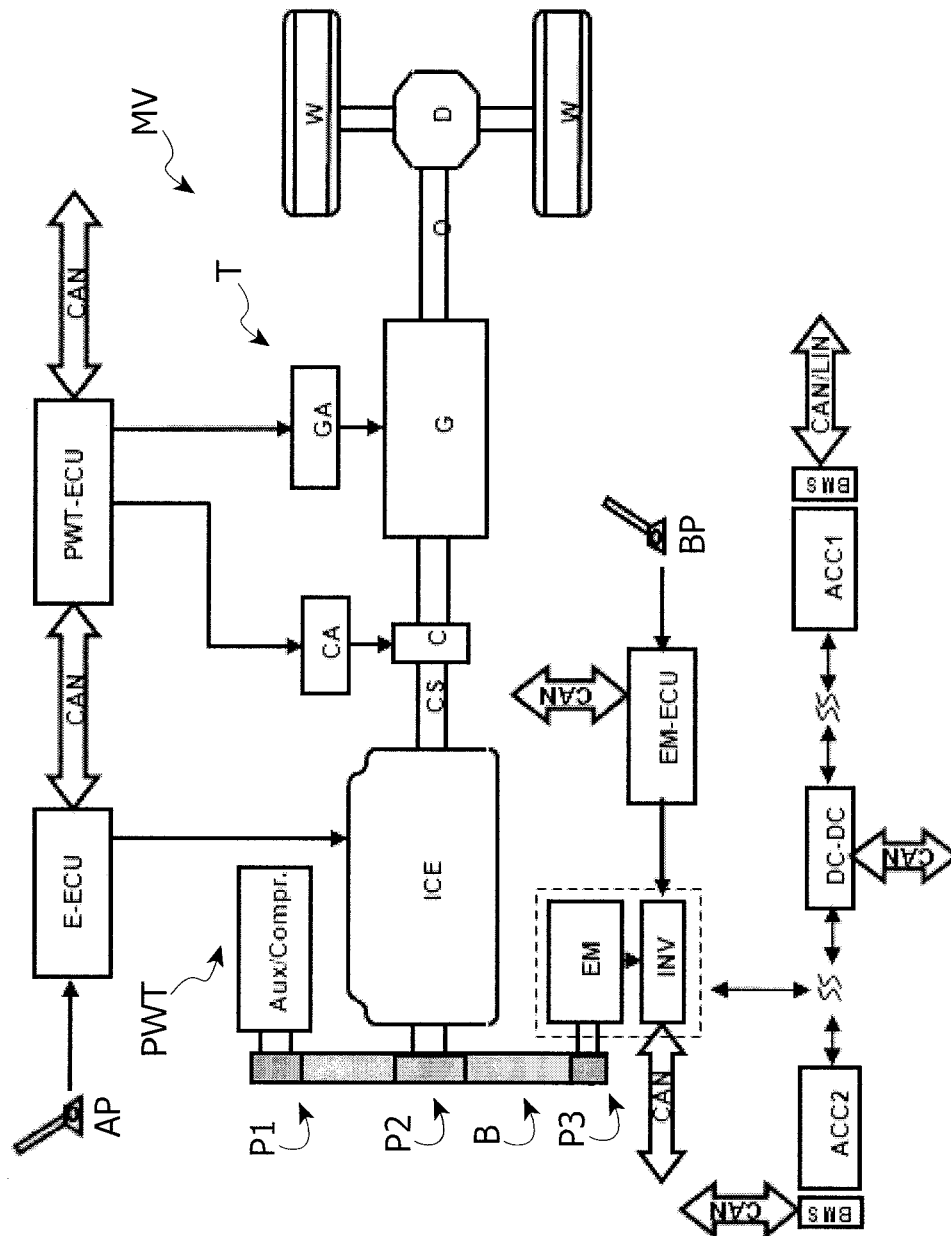 MV
T
CAN
PWT-ECU
CAN
E-ECU
AP
W
D
W
O
GA
G
CA
C
CS
PWT
Aux/Compr.
ICE
P1
P2
B
P3
EM
INV
CAN
EM-ECU
CAN
BP
ACC2
BMS
CAN
DC-DC
CAN
ACC1
BMS
CAN/LIN